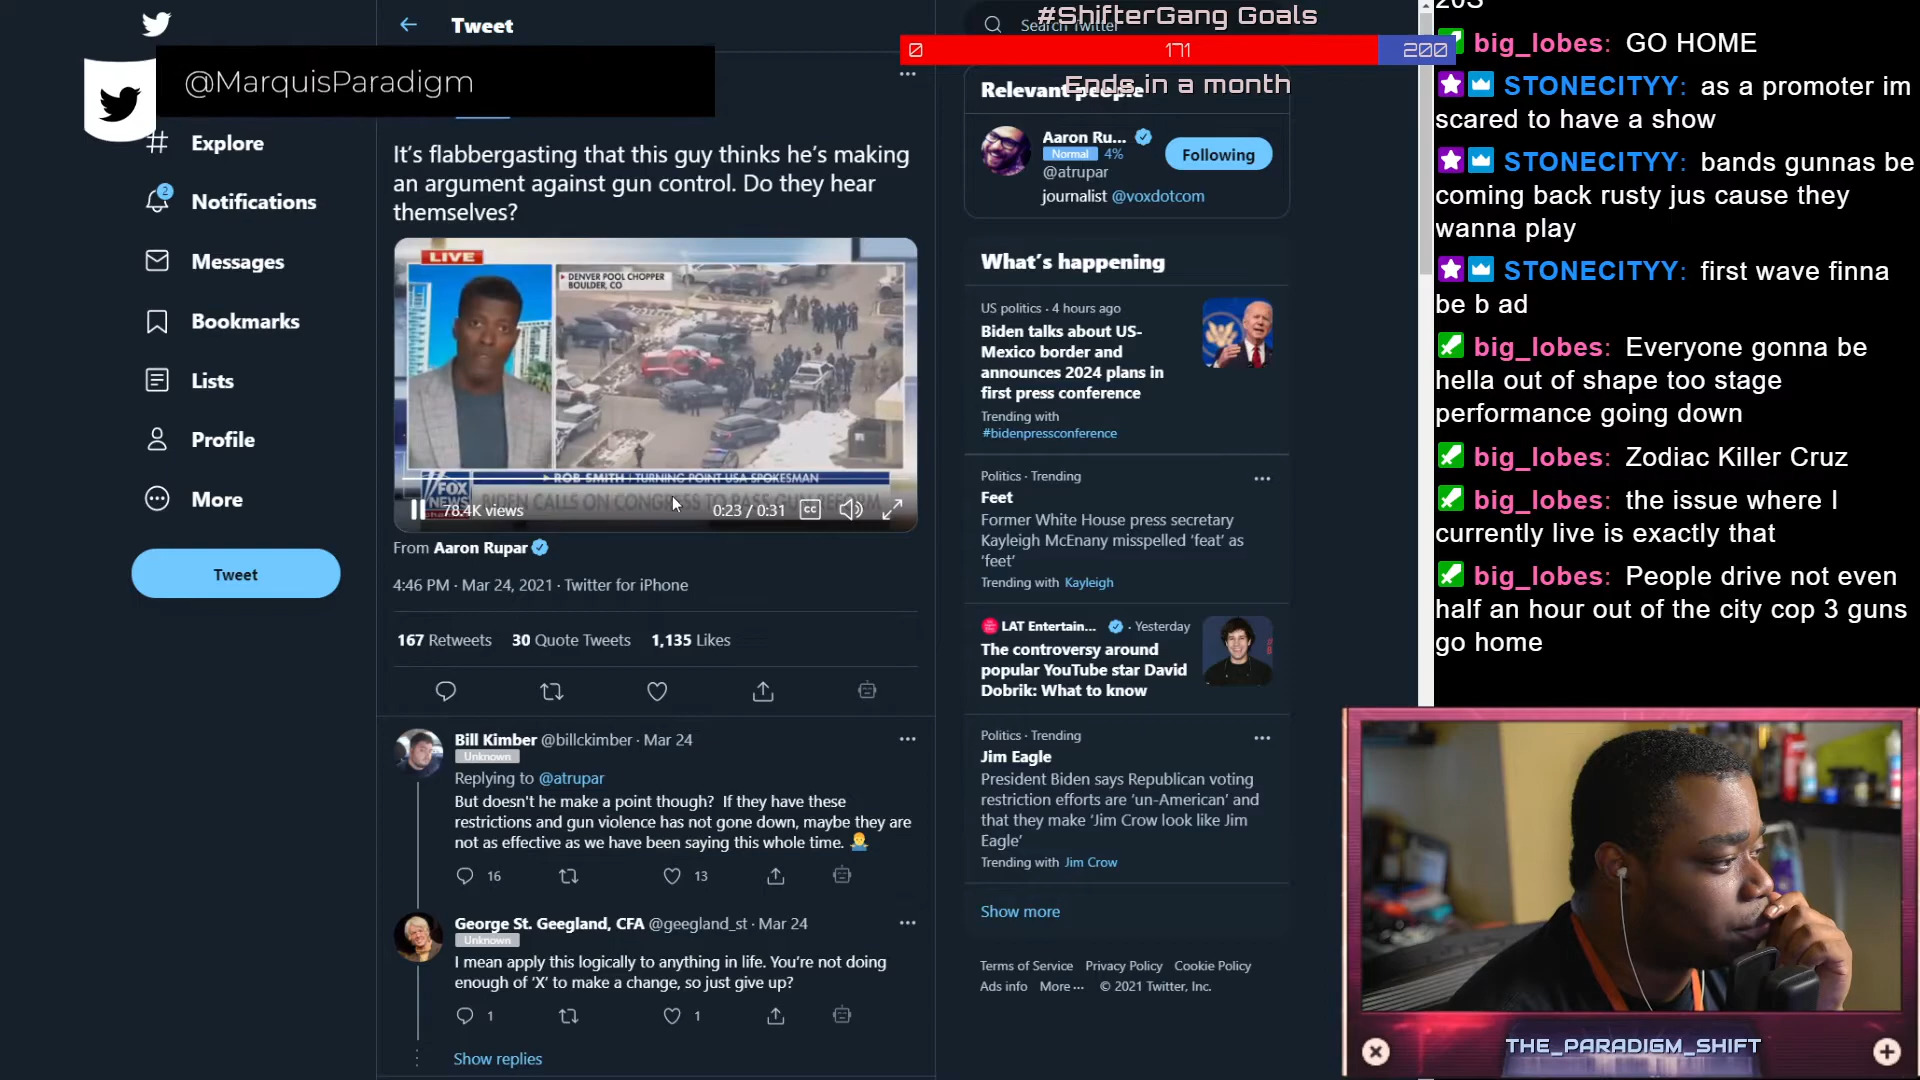 Tweet
@MarquisParadigm
Explore
2
Notifications
Messages
Bookmarks
Lists
Profile
More
Tweet
It's flabbergasting that this guy thinks he's making
an argument against gun control. Do they hear
themselves?
LIVE
DENVER POOL CHOPPER
BOULDER, CO
ROB SMITH | TURNING POINT USA SPOKESMAN
FOX
NEWS
BIDEN CALLS ON CONGRESS TO PASS GUN REFORM
78.4K views
0:23 / 0:31
CC
From Aaron Rupar
4:46 PM · Mar 24, 2021 · Twitter for iPhone
167 Retweets 30 Quote Tweets 1,135 Likes
Bill Kimber @billckimber · Mar 24
Unknown
Replying to @atrupar
But doesn't he make a point though? If they have these
restrictions and gun violence has not gone down, maybe they are
not as effective as we have been saying this whole time.
16
13
George St. Geegland, CFA @geegland_st · Mar 24
Unknown
I mean apply this logically to anything in life. You're not doing
enough of 'X' to make a change, so just give up?
1
1
Show replies
Search Twitter
#ShifterGang Goals
0 171 200
Ends in a month
Relevant people
Aaron Ru...
Normal 4%
@atrupar
Following
journalist @voxdotcom
What's happening
US politics · 4 hours ago
Biden talks about US-
Mexico border and
announces 2024 plans in
first press conference
Trending with
#bidenpressconference
Politics · Trending
Feet
Former White House press secretary
Kayleigh McEnany misspelled 'feat' as
'feet'
Trending with Kayleigh
LAT Entertain... · Yesterday
The controversy around
popular YouTube star David
Dobrik: What to know
Politics · Trending
Jim Eagle
President Biden says Republican voting
restriction efforts are 'un-American' and
that they make 'Jim Crow look like Jim
Eagle'
Trending with Jim Crow
Show more
Terms of Service Privacy Policy Cookie Policy
Ads info More ··· © 2021 Twitter, Inc.
big_lobes: GO HOME
STONECITYY: as a promoter im
scared to have a show
STONECITYY: bands gunnas be
coming back rusty jus cause they
wanna play
STONECITYY: first wave finna
be b ad
big_lobes: Everyone gonna be
hella out of shape too stage
performance going down
big_lobes: Zodiac Killer Cruz
big_lobes: the issue where I
currently live is exactly that
big_lobes: People drive not even
half an hour out of the city cop 3 guns
go home
THE_PARADIGM_SHIFT